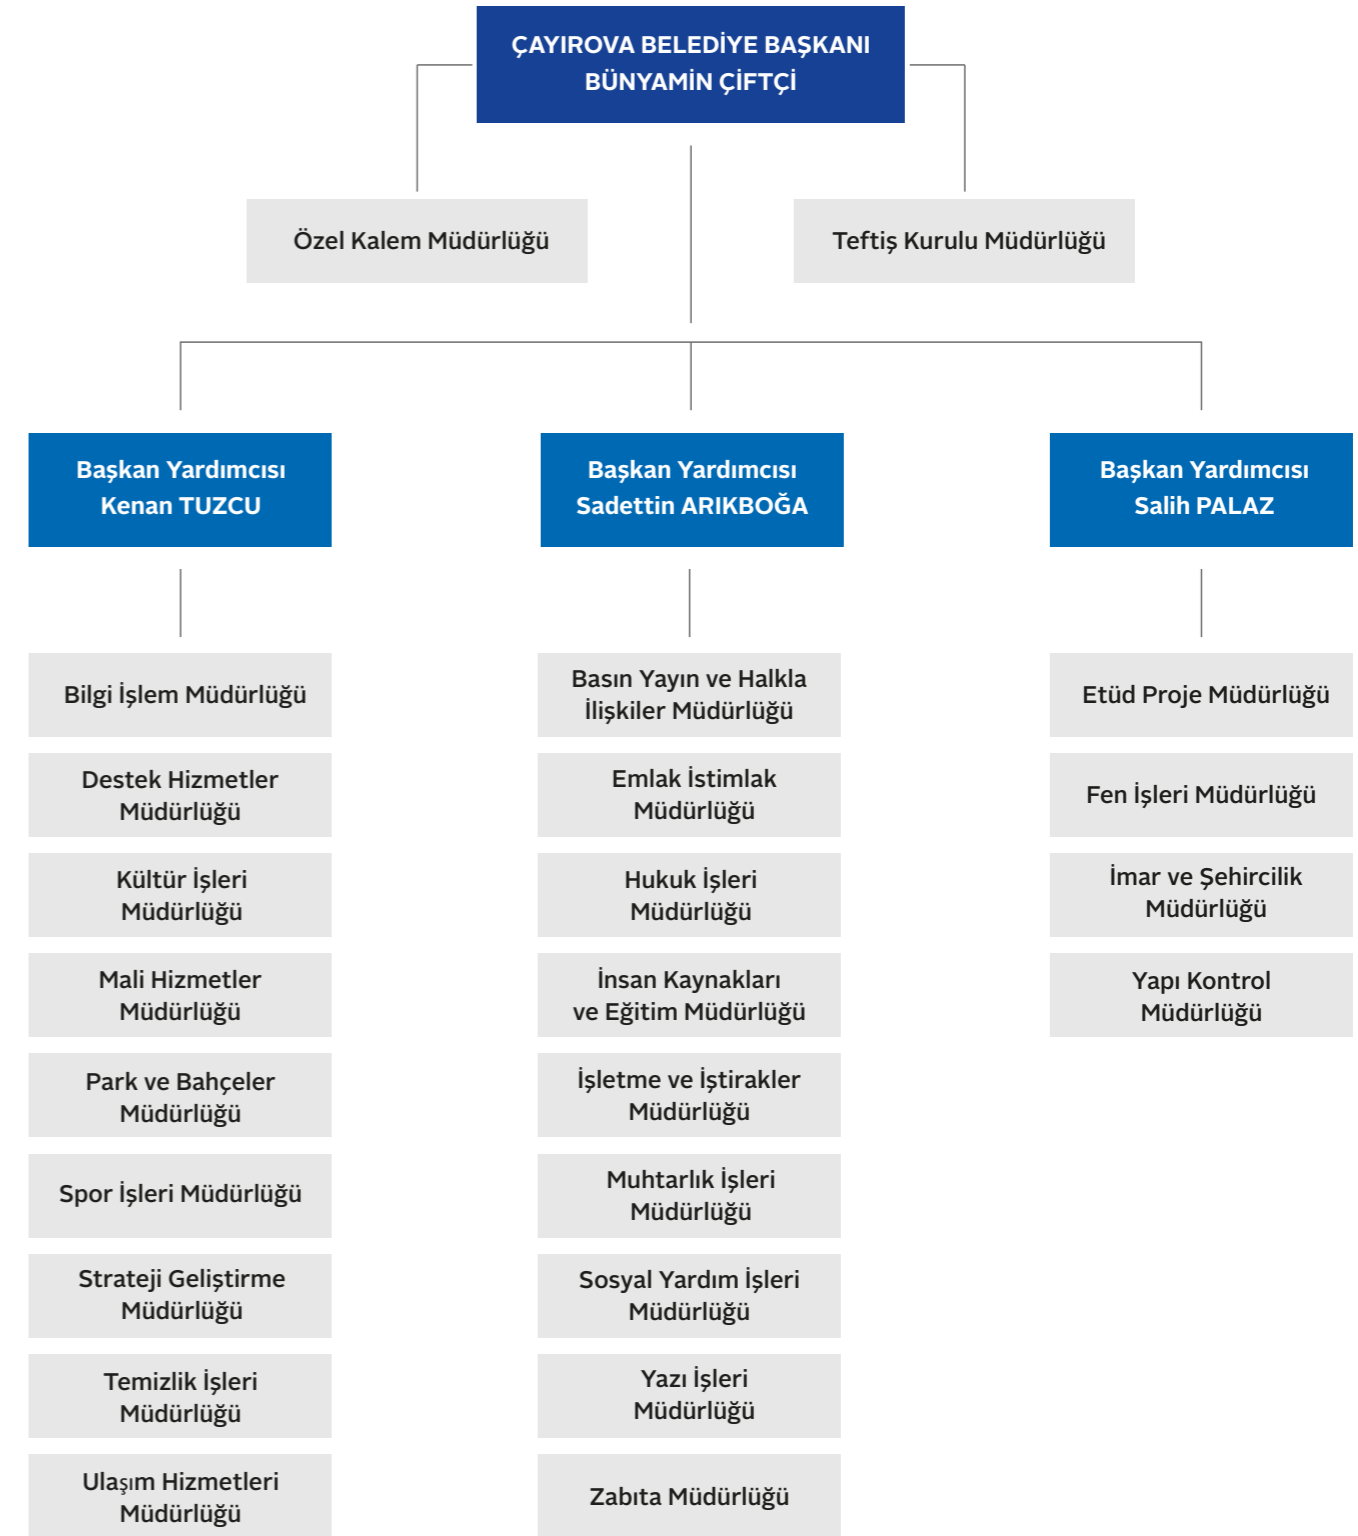 ÇAYIROVA BELEDİYE BAŞKANI
BÜNYAMİN ÇİFTÇİ
Özel Kalem Müdürlüğü
Teftiş Kurulu Müdürlüğü
Başkan Yardımcısı
Kenan TUZCU
Başkan Yardımcısı
Sadettin ARIKBOĞA
Başkan Yardımcısı
Salih PALAZ
Bilgi İşlem Müdürlüğü
Destek Hizmetler
Müdürlüğü
Kültür İşleri
Müdürlüğü
Mali Hizmetler
Müdürlüğü
Park ve Bahçeler
Müdürlüğü
Spor İşleri Müdürlüğü
Strateji Geliştirme
Müdürlüğü
Temizlik İşleri
Müdürlüğü
Ulaşım Hizmetleri
Müdürlüğü
Basın Yayın ve Halkla
İlişkiler Müdürlüğü
Emlak İstimlak
Müdürlüğü
Hukuk İşleri
Müdürlüğü
İnsan Kaynakları
ve Eğitim Müdürlüğü
İşletme ve İştirakler
Müdürlüğü
Muhtarlık İşleri
Müdürlüğü
Sosyal Yardım İşleri
Müdürlüğü
Yazı İşleri
Müdürlüğü
Zabıta Müdürlüğü
Etüd Proje Müdürlüğü
Fen İşleri Müdürlüğü
İmar ve Şehircilik
Müdürlüğü
Yapı Kontrol
Müdürlüğü